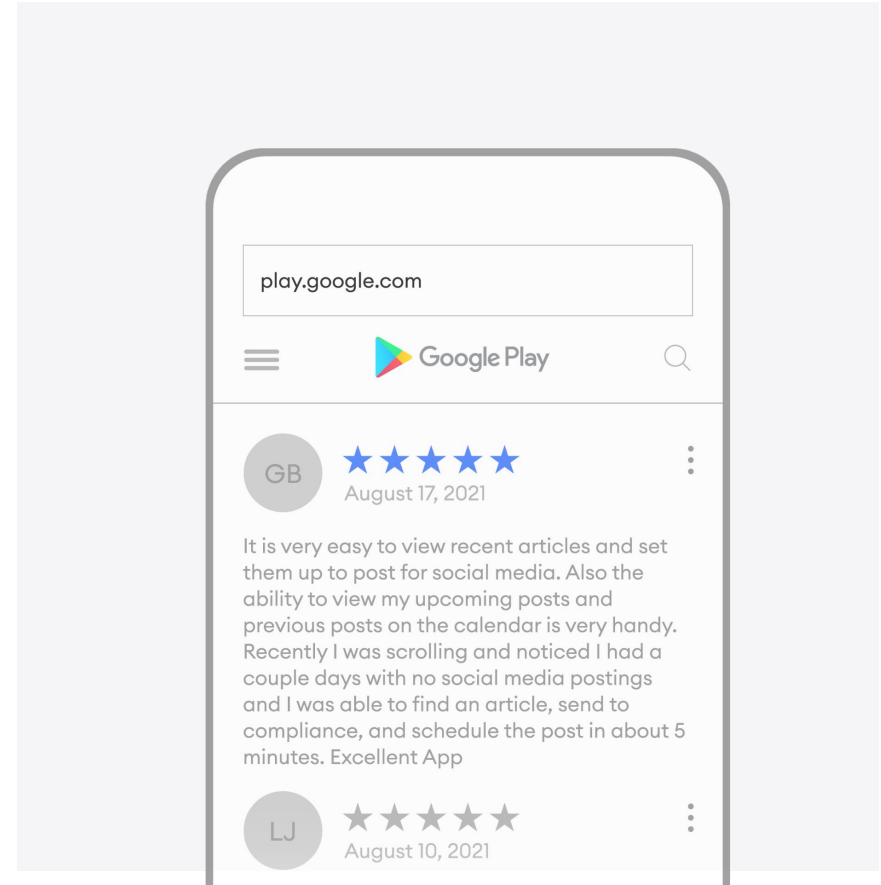 play.google.com
Google Play
GB
August 17, 2021
It is very easy to view recent articles and set
them up to post for social media. Also the
ability to view my upcoming posts and
previous posts on the calendar is very handy.
Recently I was scrolling and noticed I had a
couple days with no social media postings
and I was able to find an article, send to
compliance, and schedule the post in about 5
minutes. Excellent App
LJ
August 10, 2021